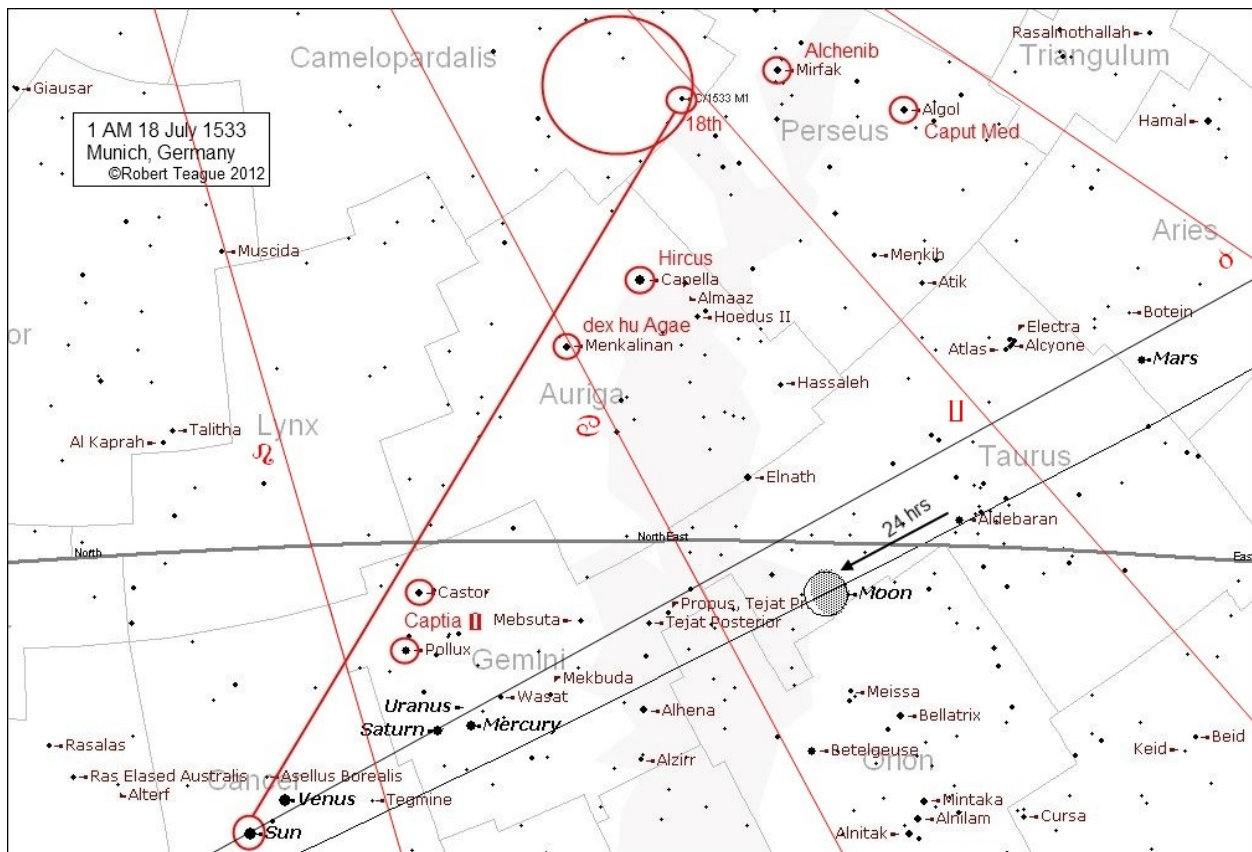 Camelopardalis
Rasalmothallah
Triangulum
Alchenib
Mirfak
Giausar
C/1533 M1
18th
Algol
Perseus
Caput Med
Hamal
1 AM 18 July 1533
Munich, Germany
©Robert Teague 2012
Muscida
Hircus
Capella
Menkib
Aries
♉
Atik
Almaaz
Hoedus II
Botein
dex hu Agae
Menkalinan
Electra
Alcyone
Atlas
Mars
or
Auriga
Hassaleh
♊
Lynx
Talitha
Al Kaprah
♌
♋
Taurus
Elnath
24 hrs
Aldebaran
North
NorthEast
East
Castor
Captia ♊
Pollux
Mebsuta
Propus, Tejat Pr
Tejat Posterior
Moon
Gemini
Mekbuda
Wasat
Uranus
Saturn
Mercury
Alhena
Meissa
Bellatrix
Betelgeuse
Orion
Keid
Beid
Rasalas
Alzirr
Ras Elased Australis
Alterf
Cancer
Asellus Borealis
Venus
Tegmine
Sun
Mintaka
Alnilam
Alnitak
Cursa